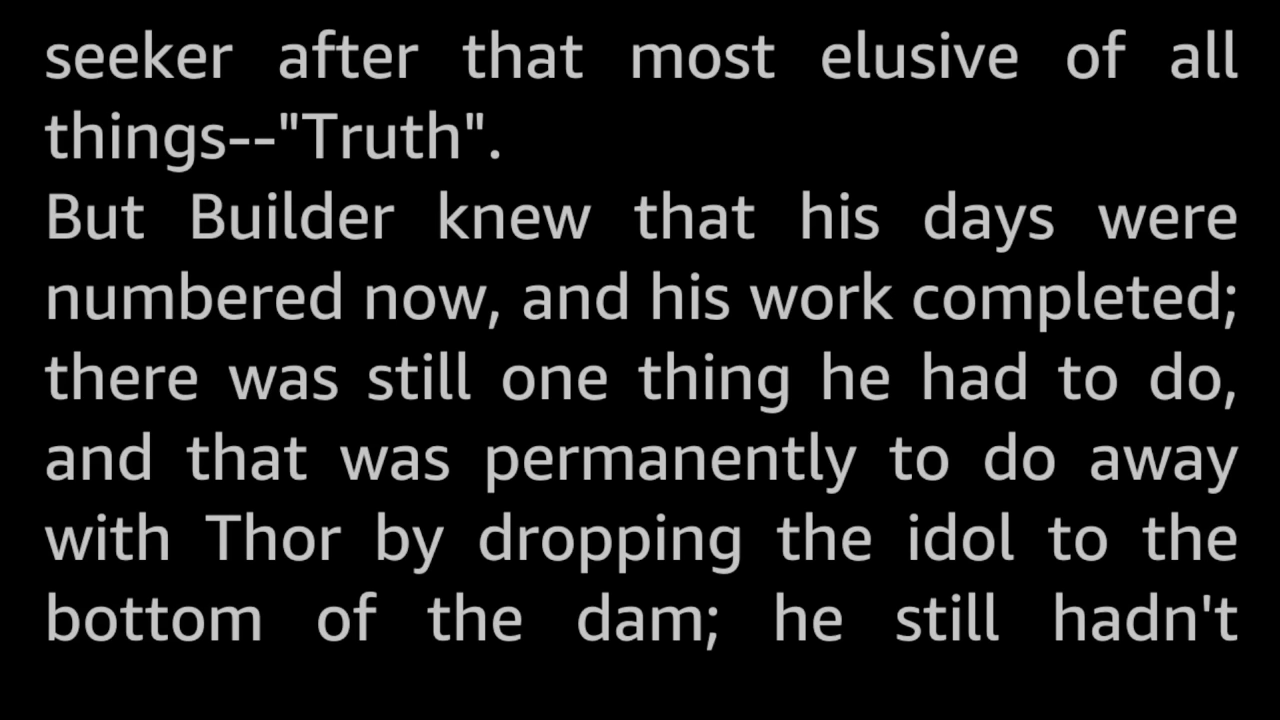 seeker after that most elusive of all
things--"Truth".
But Builder knew that his days were
numbered now, and his work completed;
there was still one thing he had to do,
and that was permanently to do away
with Thor by dropping the idol to the
bottom of the dam; he still hadn't